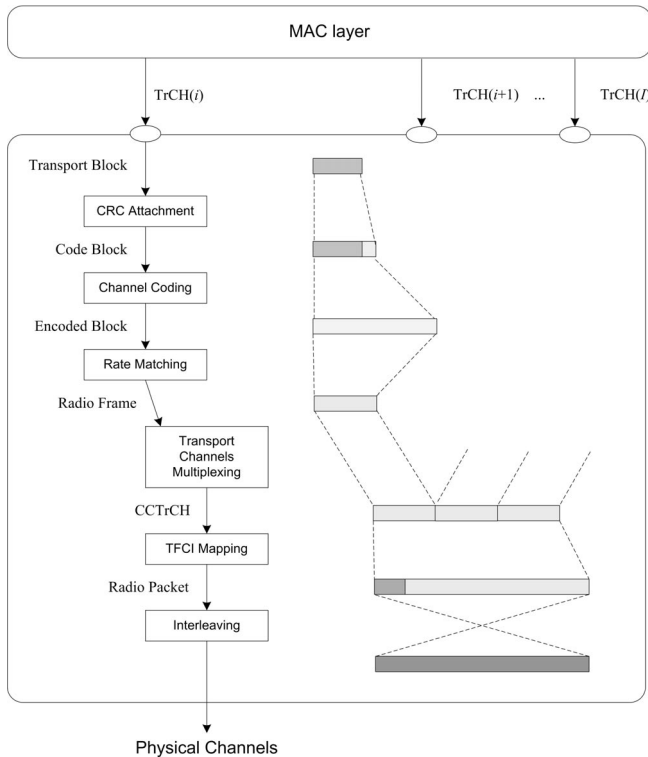 MAC layer
TrCH(i)
TrCH(i+1) ... TrCH(I)
Transport Block
CRC Attachment
Code Block
Channel Coding
Encoded Block
Rate Matching
Radio Frame
Transport
Channels
Multiplexing
CCTrCH
TFCI Mapping
Radio Packet
Interleaving
Physical Channels